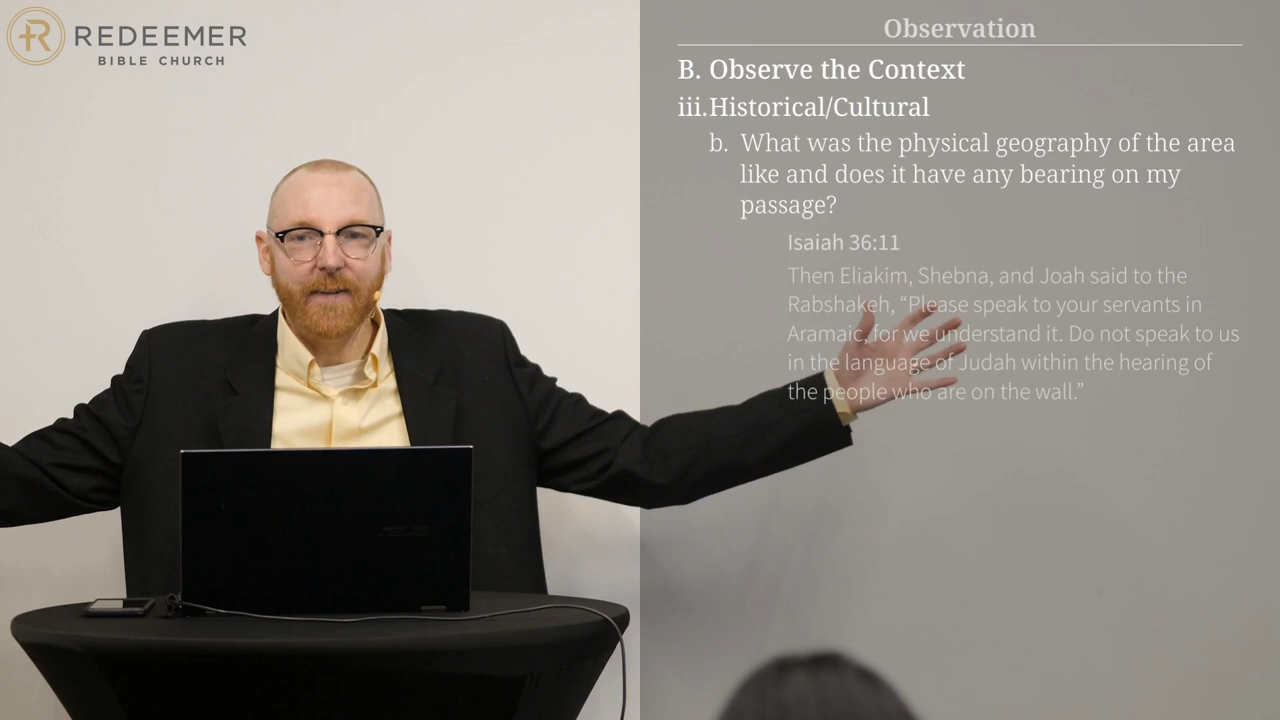 REDEEMER
BIBLE CHURCH
Observation
B. Observe the Context
iii.Historical/Cultural
b. What was the physical geography of the area
like and does it have any bearing on my
passage?
Isaiah 36:11
Then Eliakim, Shebna, and Joah said to the
Rabshakeh, “Please speak to your servants in
Aramaic, for we understand it. Do not speak to us
in the language of Judah within the hearing of
the people who are on the wall.”